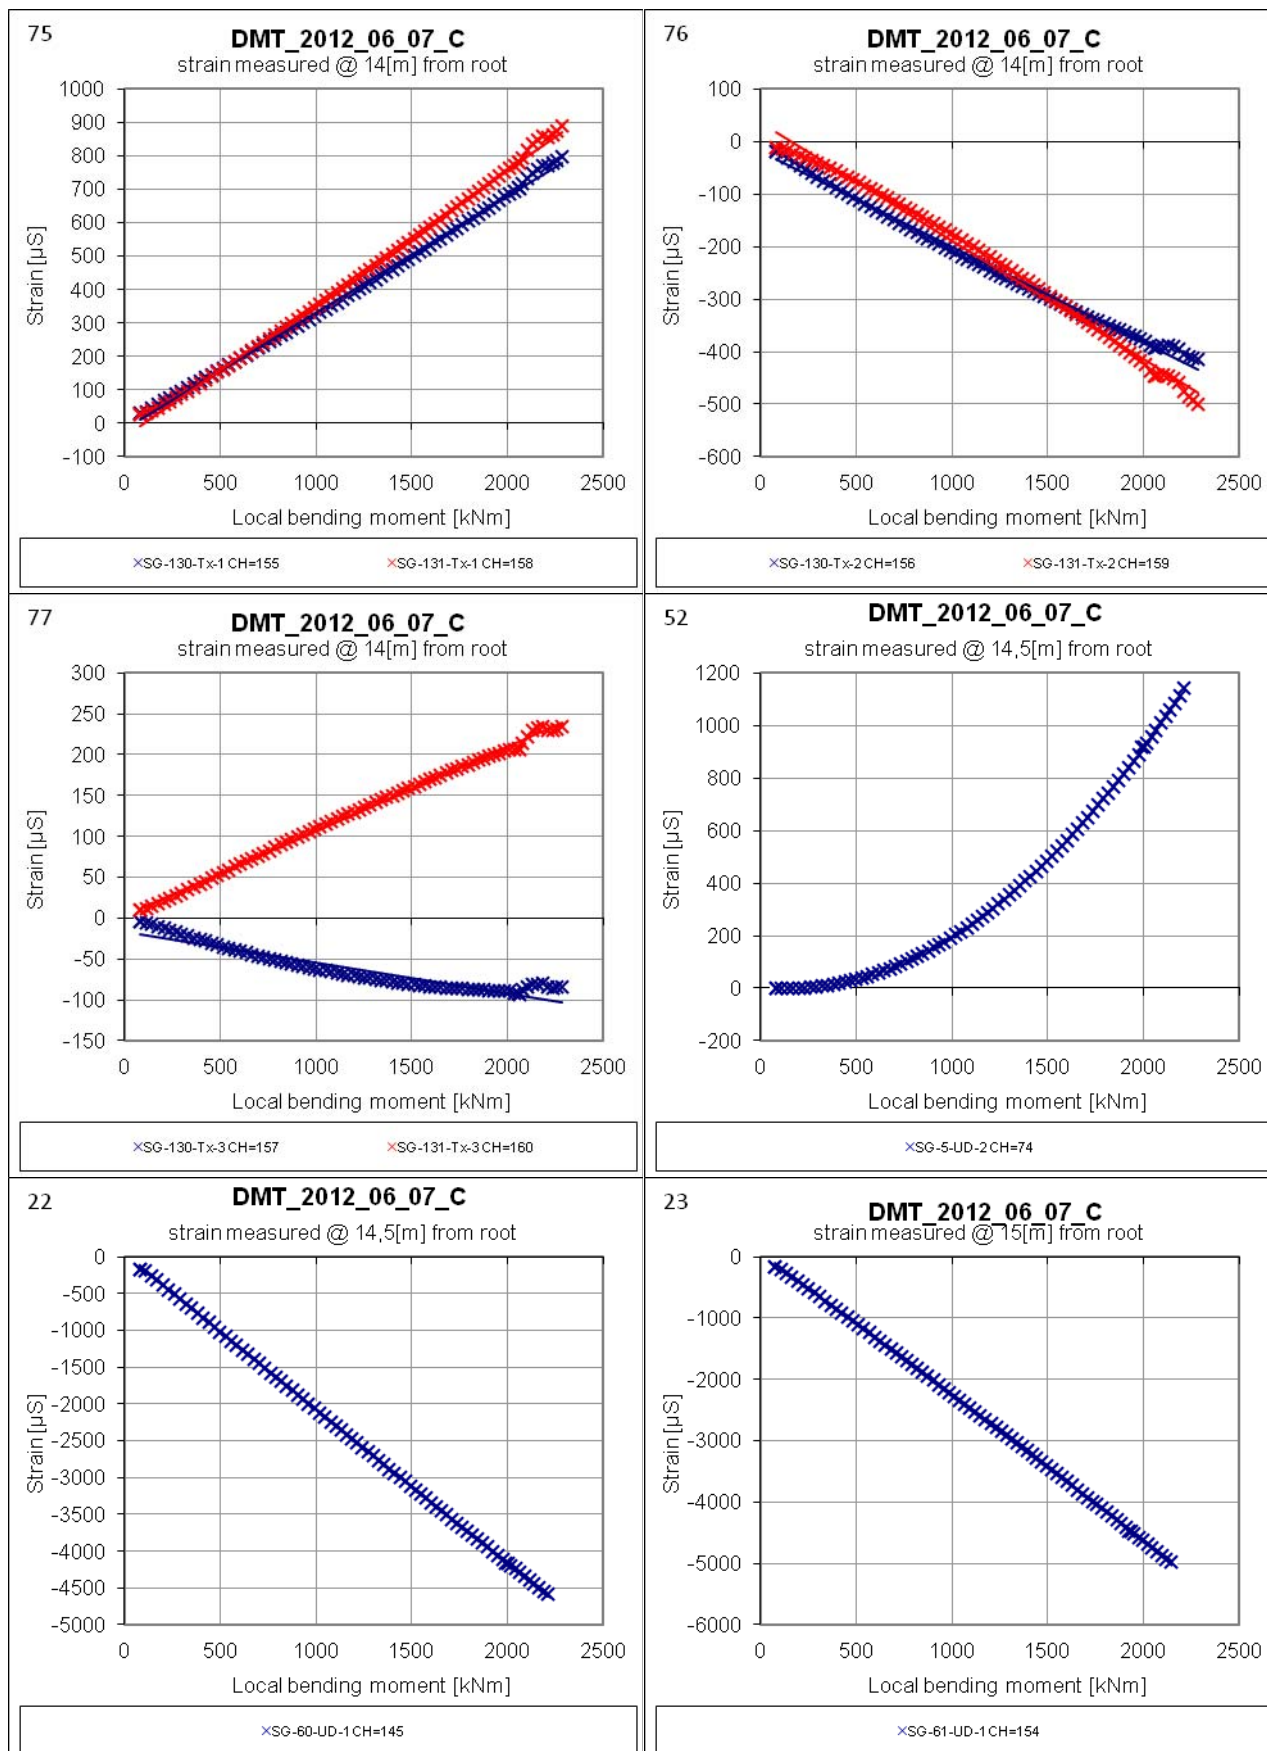 75
DMT_2012_06_07_C
strain measured @ 14[m] from root
1000
900
800
700
600
500
400
300
200
100
0
-100
Strain [µS]
0 500 1000 1500 2000 2500
Local bending moment [kNm]
×SG-130-Tx-1 CH=155 ×SG-131-Tx-1 CH=158
76
DMT_2012_06_07_C
strain measured @ 14[m] from root
100
0
-100
-200
-300
-400
-500
-600
Strain [µS]
0 500 1000 1500 2000 2500
Local bending moment [kNm]
×SG-130-Tx-2 CH=156 ×SG-131-Tx-2 CH=159
77
DMT_2012_06_07_C
strain measured @ 14[m] from root
300
250
200
150
100
50
0
-50
-100
-150
Strain [µS]
0 500 1000 1500 2000 2500
Local bending moment [kNm]
×SG-130-Tx-3 CH=157 ×SG-131-Tx-3 CH=160
52
DMT_2012_06_07_C
strain measured @ 14,5[m] from root
1200
1000
800
600
400
200
0
-200
Strain [µS]
0 500 1000 1500 2000 2500
Local bending moment [kNm]
×SG-5-UD-2 CH=74
22
DMT_2012_06_07_C
strain measured @ 14,5[m] from root
0
-500
-1000
-1500
-2000
-2500
-3000
-3500
-4000
-4500
-5000
Strain [µS]
0 500 1000 1500 2000 2500
Local bending moment [kNm]
×SG-60-UD-1 CH=145
23
DMT_2012_06_07_C
strain measured @ 15[m] from root
0
-1000
-2000
-3000
-4000
-5000
-6000
Strain [µS]
0 500 1000 1500 2000 2500
Local bending moment [kNm]
×SG-61-UD-1 CH=154